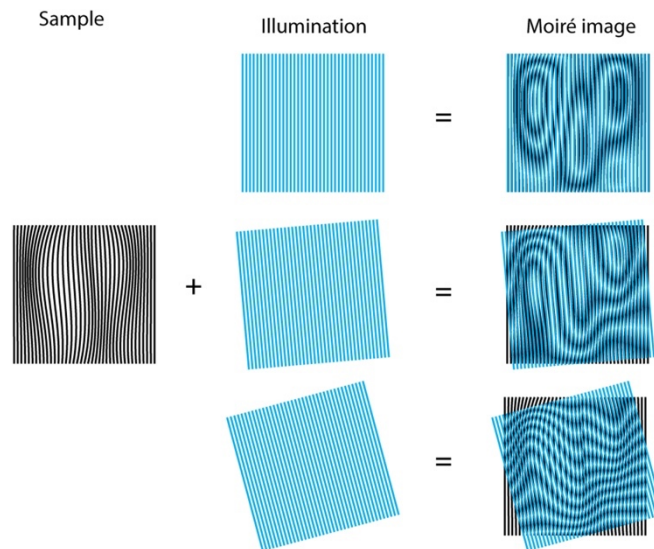 Sample Illumination Moiré image
=
+ =
=